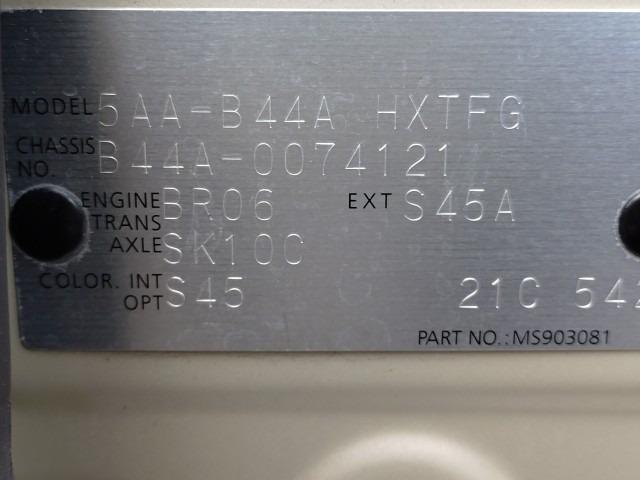 MODEL 5AA-B44A HXTFG
CHASSIS NO. B44A-0074121
ENGINE BR06 EXT S45A
TRANS AXLE SK10C
COLOR. INT S45
OPT 21C 542
PART NO.: MS903081